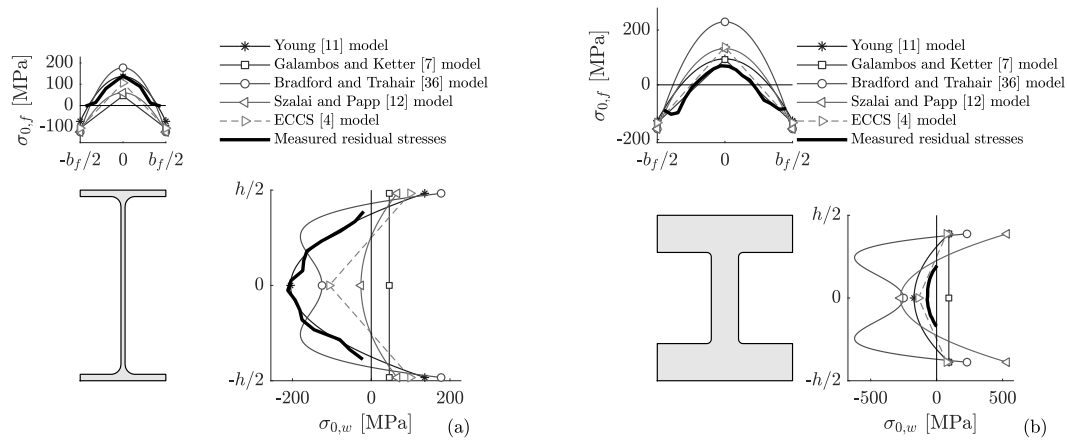 σ0,f [MPa]
200
100
0
-100
-bf/2
0
bf/2
Young [11] model
Galambos and Ketter [7] model
Bradford and Trahair [36] model
Szalai and Papp [12] model
ECCS [4] model
Measured residual stresses
h/2
0
-h/2
-200
0
200
σ0,w [MPa]
(a)
σ0,f [MPa]
200
0
-200
-bf/2
0
bf/2
Young [11] model
Galambos and Ketter [7] model
Bradford and Trahair [36] model
Szalai and Papp [12] model
ECCS [4] model
Measured residual stresses
h/2
0
-h/2
-500
0
500
σ0,w [MPa]
(b)